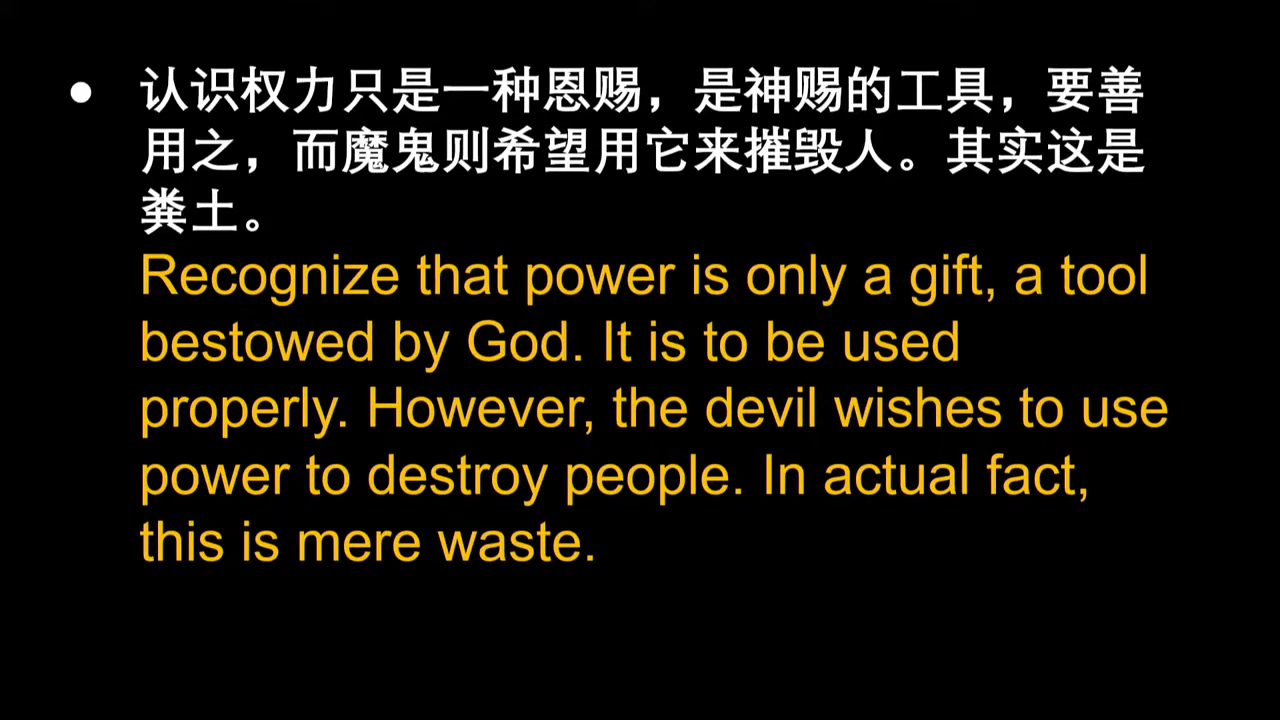 ● 认识权力只是一种恩赐，是神赐的工具，要善
用之，而魔鬼则希望用它来摧毁人。其实这是
粪土。
Recognize that power is only a gift, a tool
bestowed by God. It is to be used
properly. However, the devil wishes to use
power to destroy people. In actual fact,
this is mere waste.